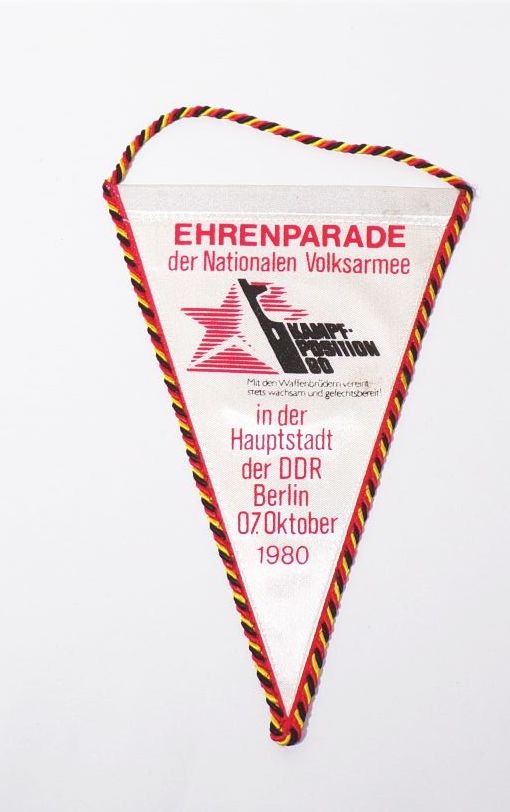 EHRENPARADE
der Nationalen Volksarmee
KAMPF-
POSITION
80
Mit den Waffenbrüdern vereint
stets wachsam und gefechtsbereit!
in der
Hauptstadt
der DDR
Berlin
07. Oktober
1980